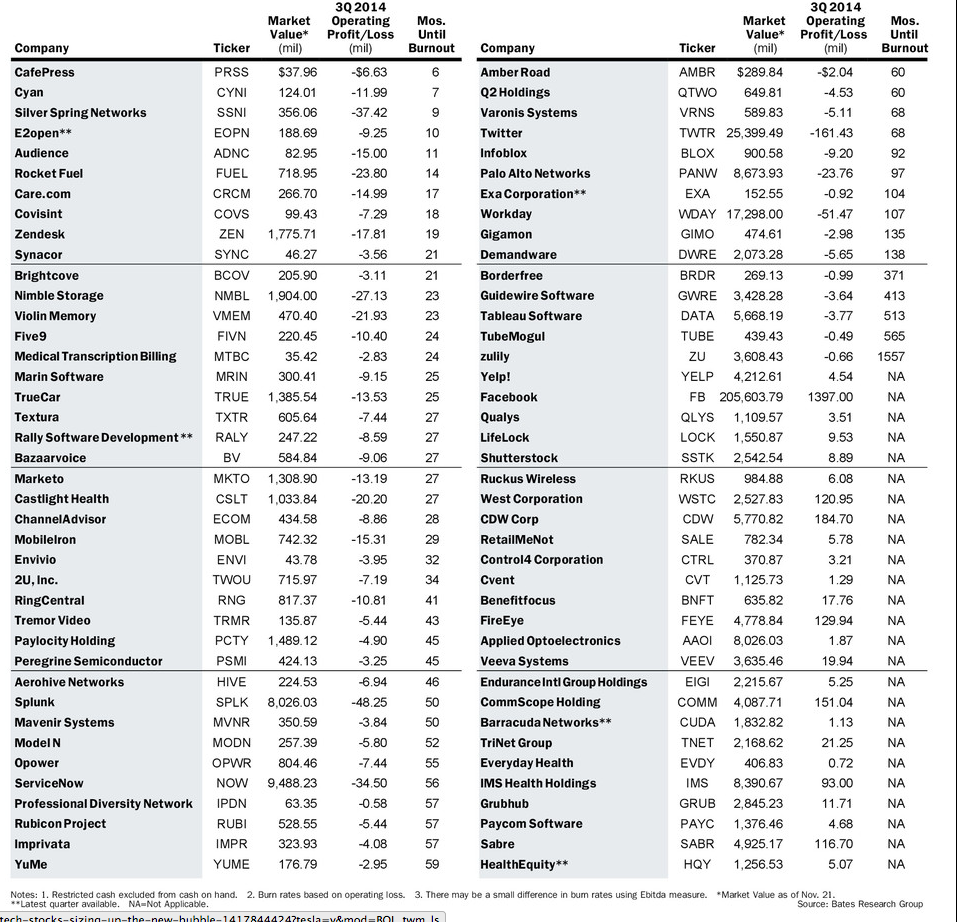 Company Ticker Market Value* (mil) 3Q 2014 Operating Profit/Loss (mil) Mos. Until Burnout
CafePress PRSS $37.96 -$6.63 6
Cyan CYNI 124.01 -11.99 7
Silver Spring Networks SSNI 356.06 -37.42 9
E2open** EOPN 188.69 -9.25 10
Audience ADNC 82.95 -15.00 11
Rocket Fuel FUEL 718.95 -23.80 14
Care.com CRCM 266.70 -14.99 17
Covisint COVS 99.43 -7.29 18
Zendesk ZEN 1,775.71 -17.81 19
Synacor SYNC 46.27 -3.56 21
Brightcove BCOV 205.90 -3.11 21
Nimble Storage NMBL 1,904.00 -27.13 23
Violin Memory VMEM 470.40 -21.93 23
Five9 FIVN 220.45 -10.40 24
Medical Transcription Billing MTBC 35.42 -2.83 24
Marin Software MRIN 300.41 -9.15 25
TrueCar TRUE 1,385.54 -13.53 25
Textura TXTR 605.64 -7.44 27
Rally Software Development ** RALY 247.22 -8.59 27
Bazaarvoice BV 584.84 -9.06 27
Marketo MKTO 1,308.90 -13.19 27
Castlight Health CSLT 1,033.84 -20.20 27
ChannelAdvisor ECOM 434.58 -8.86 28
MobileIron MOBL 742.32 -15.31 29
Envivio ENVI 43.78 -3.95 32
2U, Inc. TWOU 715.97 -7.19 34
RingCentral RNG 817.37 -10.81 41
Tremor Video TRMR 135.87 -5.44 43
Paylocity Holding PCTY 1,489.12 -4.90 45
Peregrine Semiconductor PSMI 424.13 -3.25 45
Aerohive Networks HIVE 224.53 -6.94 46
Splunk SPLK 8,026.03 -48.25 50
Mavenir Systems MVNR 350.59 -3.84 50
Model N MODN 257.39 -5.80 52
Opower OPWR 804.46 -7.44 55
ServiceNow NOW 9,488.23 -34.50 56
Professional Diversity Network IPDN 63.35 -0.58 57
Rubicon Project RUBI 528.55 -5.44 57
Imprivata IMPR 323.93 -4.08 57
YuMe YUME 176.79 -2.95 59
Company Ticker Market Value* (mil) 3Q 2014 Operating Profit/Loss (mil) Mos. Until Burnout
Amber Road AMBR $289.84 -$2.04 60
Q2 Holdings QTWO 649.81 -4.53 60
Varonis Systems VRNS 589.83 -5.11 68
Twitter TWTR 25,399.49 -161.43 68
Infoblox BLOX 900.58 -9.20 92
Palo Alto Networks PANW 8,673.93 -23.76 97
Exa Corporation** EXA 152.55 -0.92 104
Workday WDAY 17,298.00 -51.47 107
Gigamon GIMO 474.61 -2.98 135
Demandware DWRE 2,073.28 -5.65 138
Borderfree BRDR 269.13 -0.99 371
Guidewire Software GWRE 3,428.28 -3.64 413
Tableau Software DATA 5,668.19 -3.77 513
TubeMogul TUBE 439.43 -0.49 565
zulily ZU 3,608.43 -0.66 1557
Yelp! YELP 4,212.61 4.54 NA
Facebook FB 205,603.79 1397.00 NA
Qualys QLYS 1,109.57 3.51 NA
LifeLock LOCK 1,550.87 9.53 NA
Shutterstock SSTK 2,542.54 8.89 NA
Ruckus Wireless RKUS 984.88 6.08 NA
West Corporation WSTC 2,527.83 120.95 NA
CDW Corp CDW 5,770.82 184.70 NA
RetailMeNot SALE 782.34 5.78 NA
Control4 Corporation CTRL 370.87 3.21 NA
Cvent CVT 1,125.73 1.29 NA
Benefitfocus BNFT 635.82 17.76 NA
FireEye FEYE 4,778.84 129.94 NA
Applied Optoelectronics AAOI 8,026.03 1.87 NA
Veeva Systems VEEV 3,635.46 19.94 NA
Endurance Intl Group Holdings EIGI 2,215.67 5.25 NA
CommScope Holding COMM 4,087.71 151.04 NA
Barracuda Networks** CUDA 1,832.82 1.13 NA
TriNet Group TNET 2,168.62 21.25 NA
Everyday Health EVDY 406.83 0.72 NA
IMS Health Holdings IMS 8,390.67 93.00 NA
Grubhub GRUB 2,845.23 11.71 NA
Paycom Software PAYC 1,376.46 4.68 NA
Sabre SABR 4,925.17 116.70 NA
HealthEquity** HQY 1,256.53 5.07 NA
Notes: 1. Restricted cash excluded from cash on hand. 2. Burn rates based on operating loss. 3. There may be a small difference in burn rates using Ebitda measure. *Market Value as of Nov. 21.
**Latest quarter available. NA=Not Applicable. Source: Bates Research Group